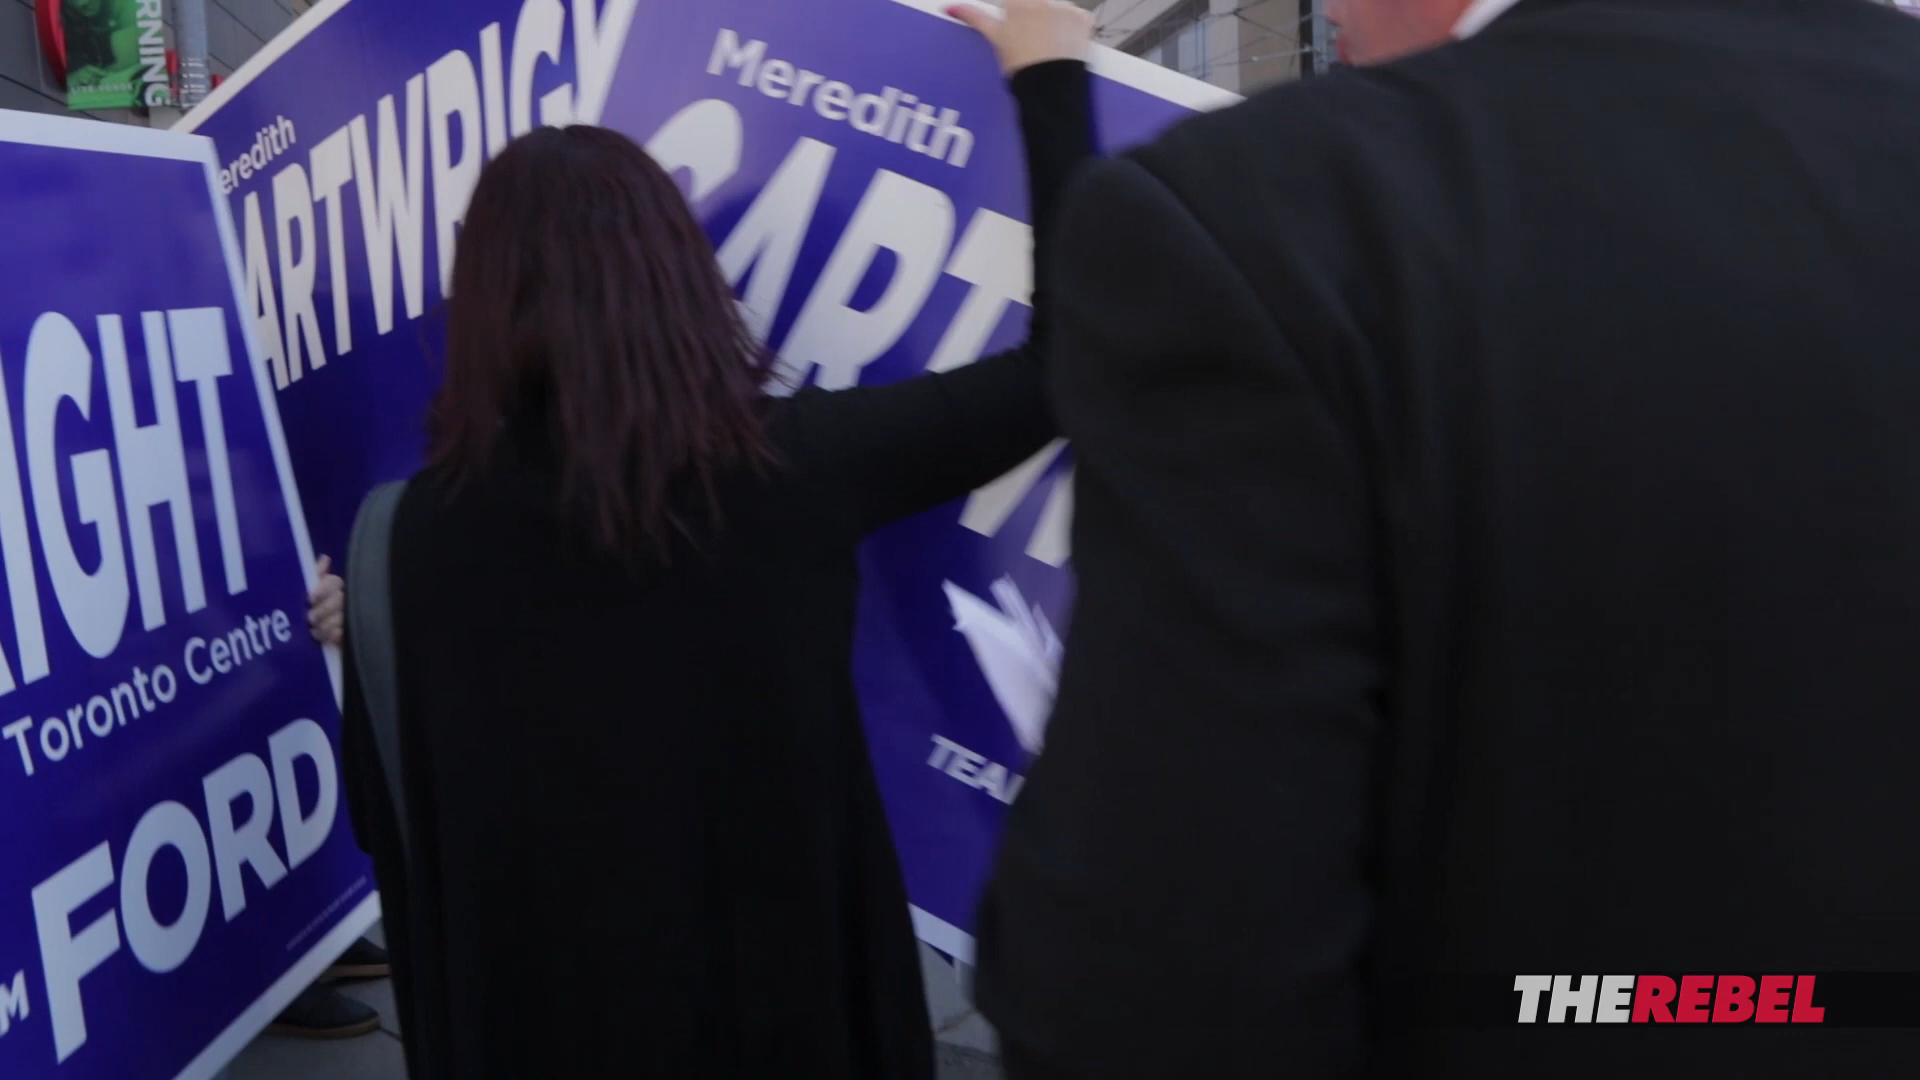 RNING
eredith
ARTWRIG
Meredith
CART
IGHT
Toronto Centre
M FORD
TEA
THEREBEL